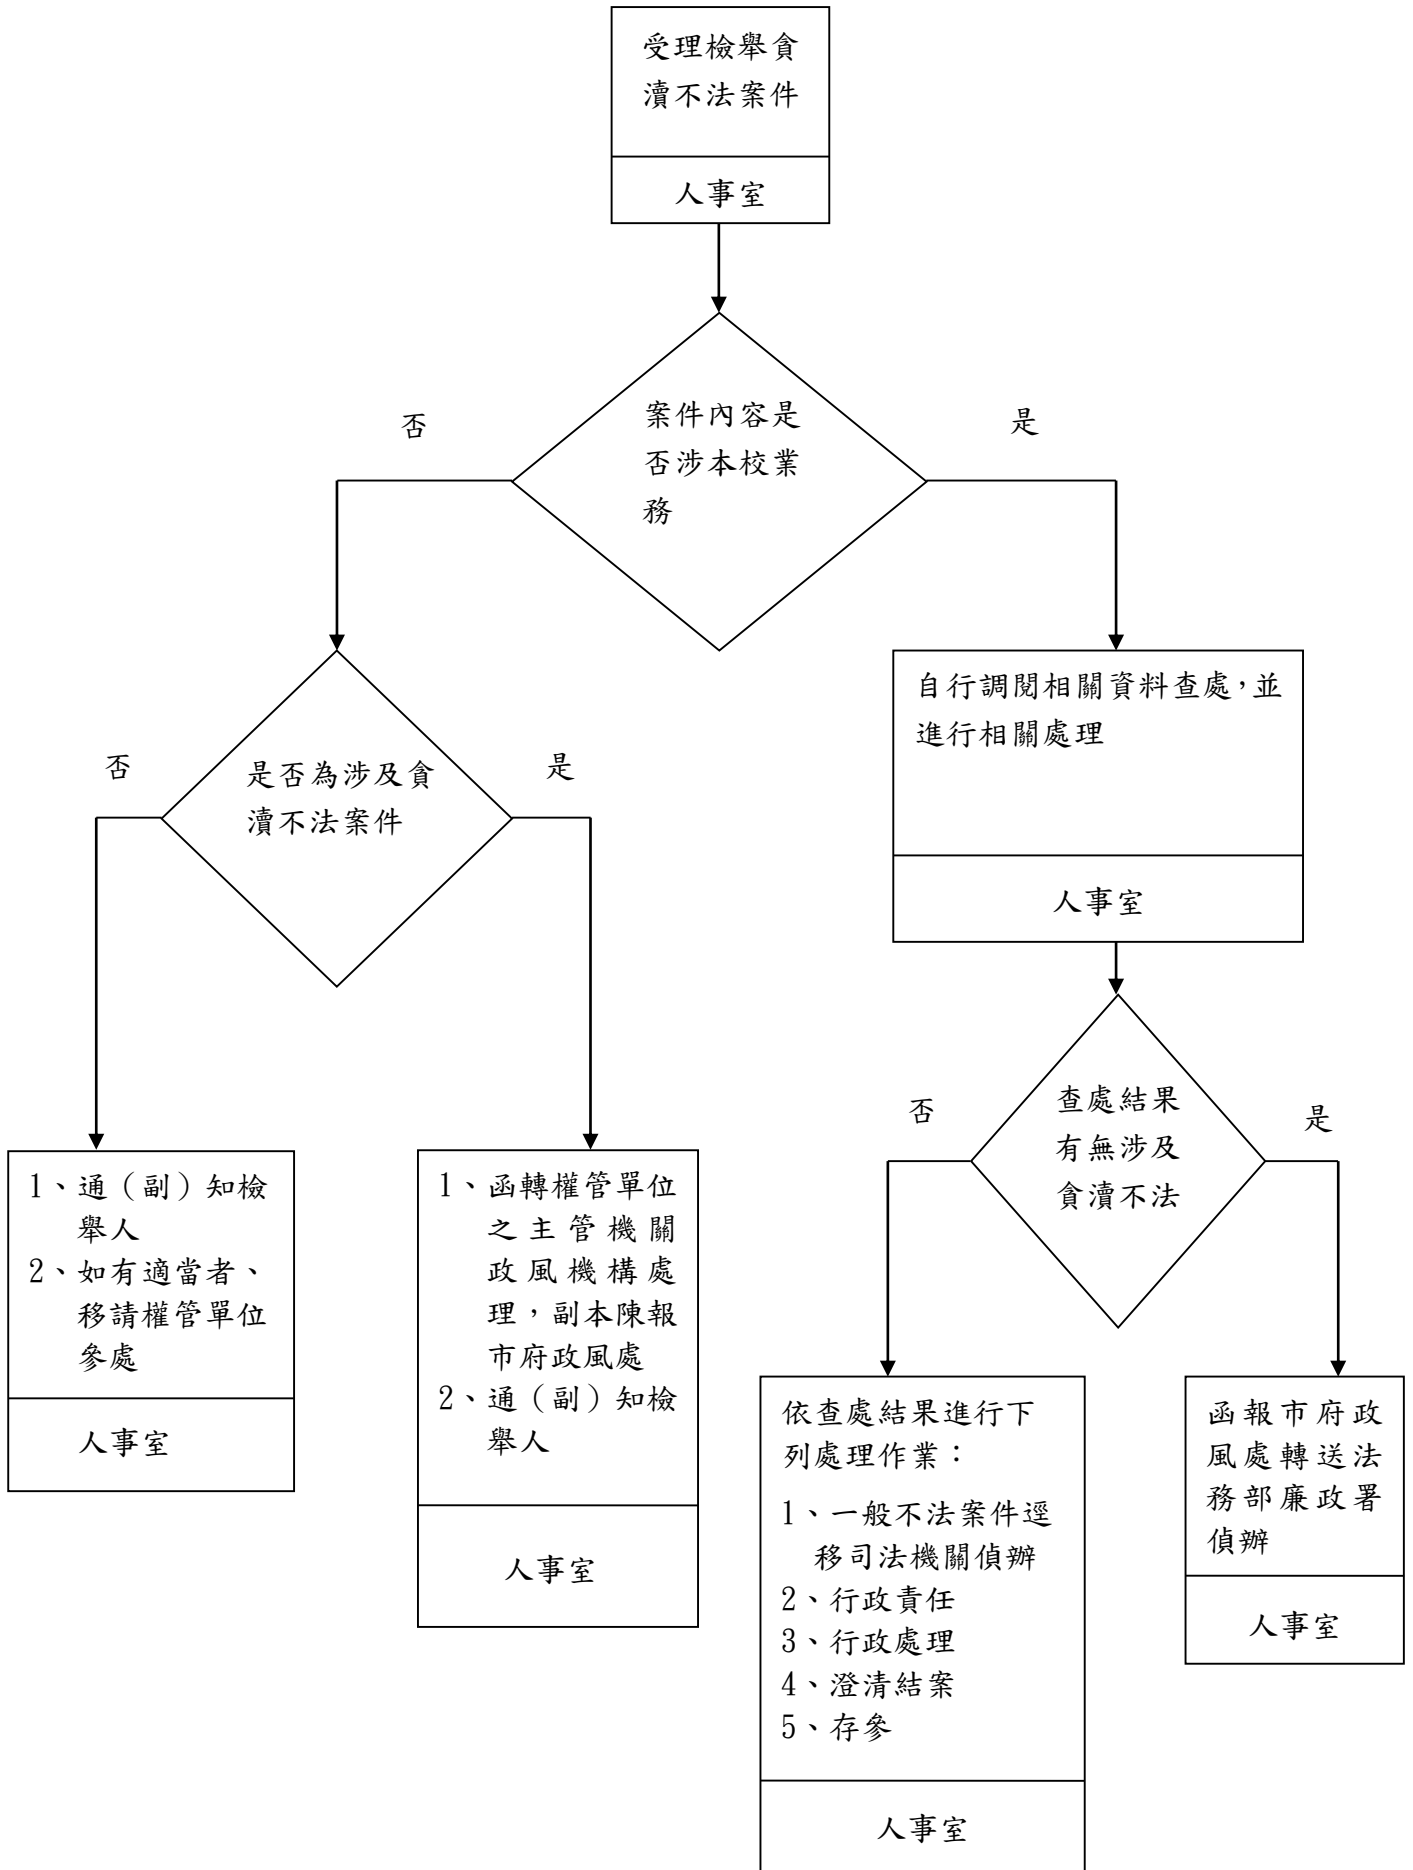 受理檢舉貪
瀆不法案件
人事室
案件內容是
否涉本校業
務
否
是
自行調閱相關資料查處，並
進行相關處理
人事室
是否為涉及貪
瀆不法案件
否
是
查處結果
有無涉及
貪瀆不法
否
是
1、通（副）知檢
舉人
2、如有適當者、
移請權管單位
參處
人事室
1、函轉權管單位
之主管機關
政風機構處
理，副本陳報
市府政風處
2、通（副）知檢
舉人
人事室
依查處結果進行下
列處理作業：
1、一般不法案件逕
移司法機關偵辦
2、行政責任
3、行政處理
4、澄清結案
5、存參
人事室
函報市府政
風處轉送法
務部廉政署
偵辦
人事室